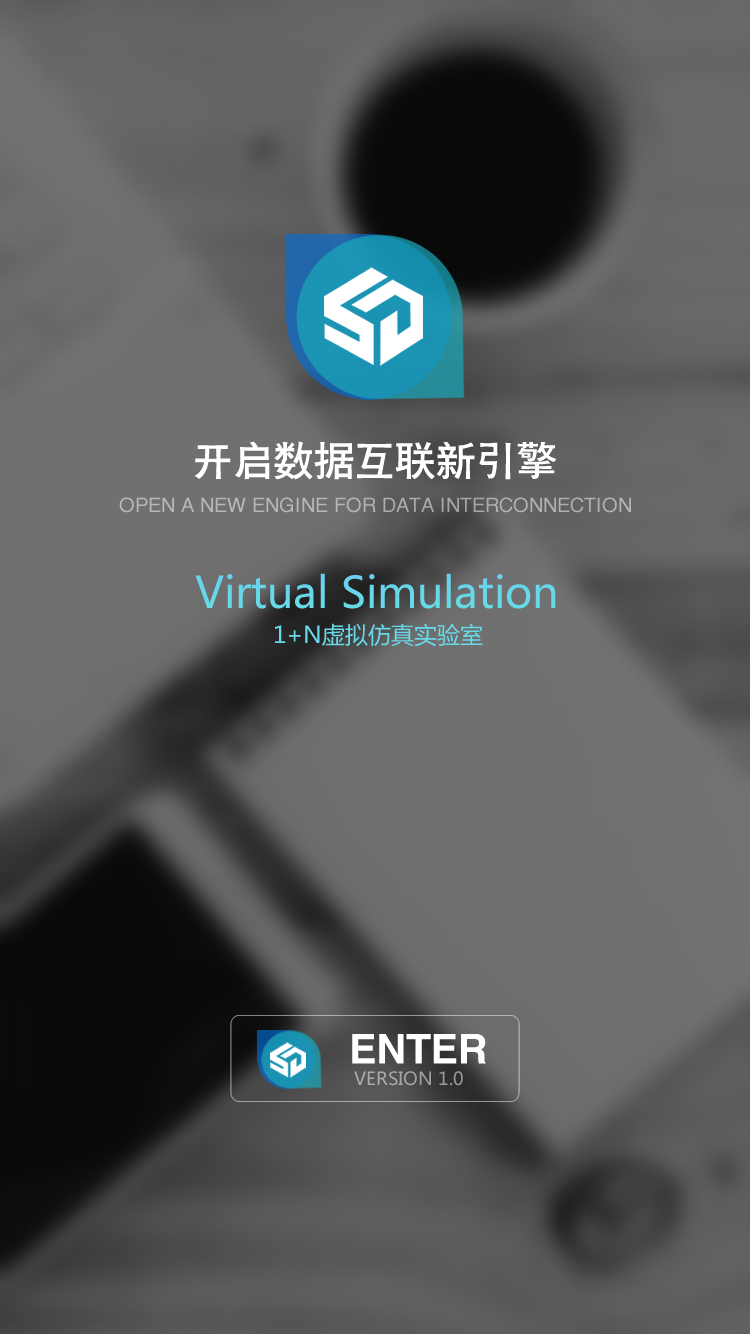 开启数据互联新引擎
OPEN A NEW ENGINE FOR DATA INTERCONNECTION
Virtual Simulation
1+N虚拟仿真实验室
ENTER
VERSION 1.0